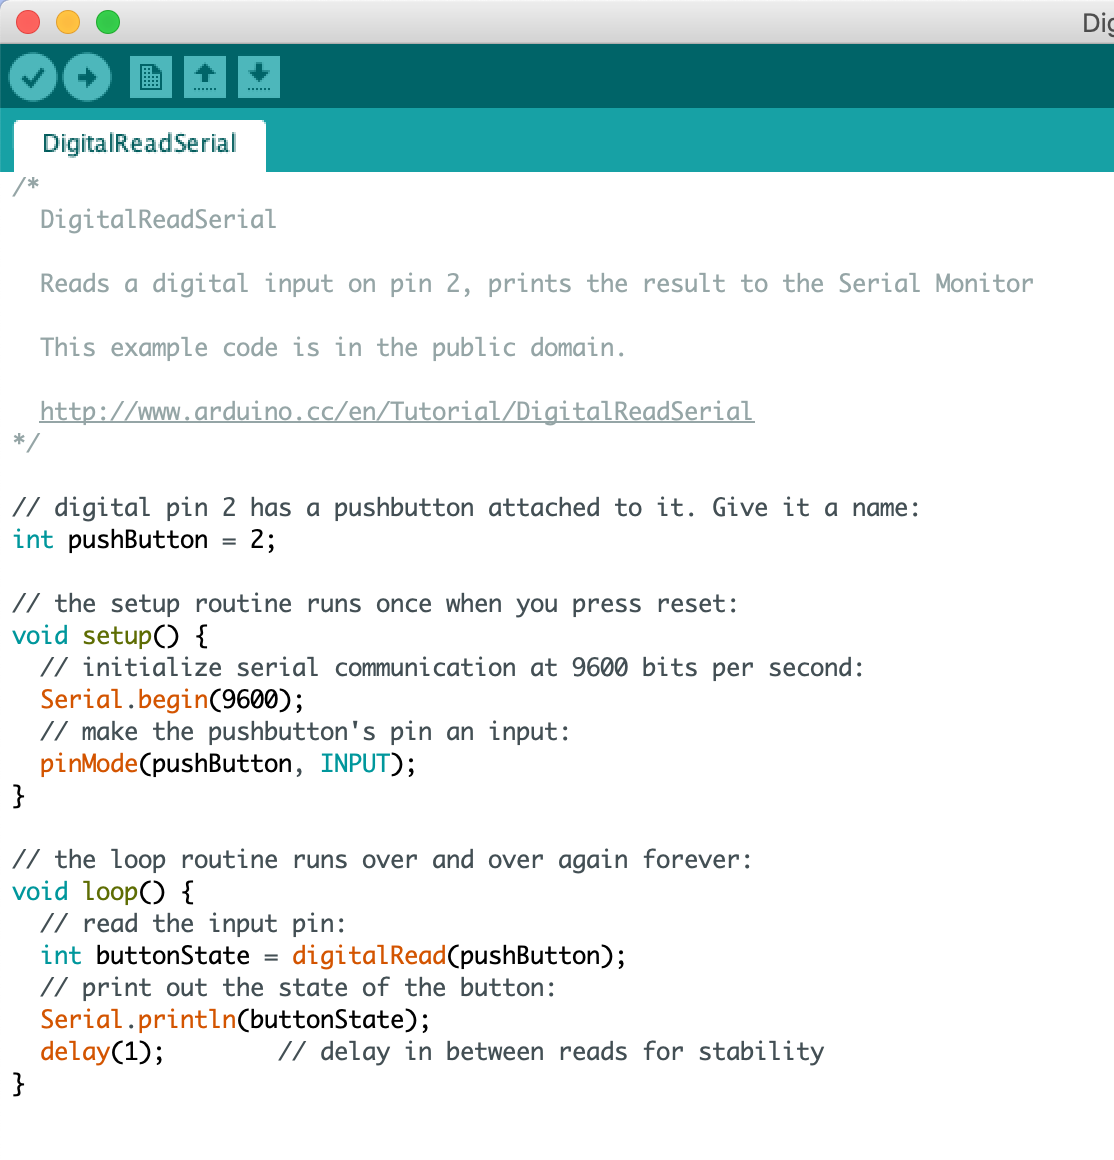 Dig
DigitalReadSerial
/*
  DigitalReadSerial

  Reads a digital input on pin 2, prints the result to the Serial Monitor

  This example code is in the public domain.

  http://www.arduino.cc/en/Tutorial/DigitalReadSerial
*/

// digital pin 2 has a pushbutton attached to it. Give it a name:
int pushButton = 2;

// the setup routine runs once when you press reset:
void setup() {
  // initialize serial communication at 9600 bits per second:
  Serial.begin(9600);
  // make the pushbutton's pin an input:
  pinMode(pushButton, INPUT);
}

// the loop routine runs over and over again forever:
void loop() {
  // read the input pin:
  int buttonState = digitalRead(pushButton);
  // print out the state of the button:
  Serial.println(buttonState);
  delay(1);        // delay in between reads for stability
}